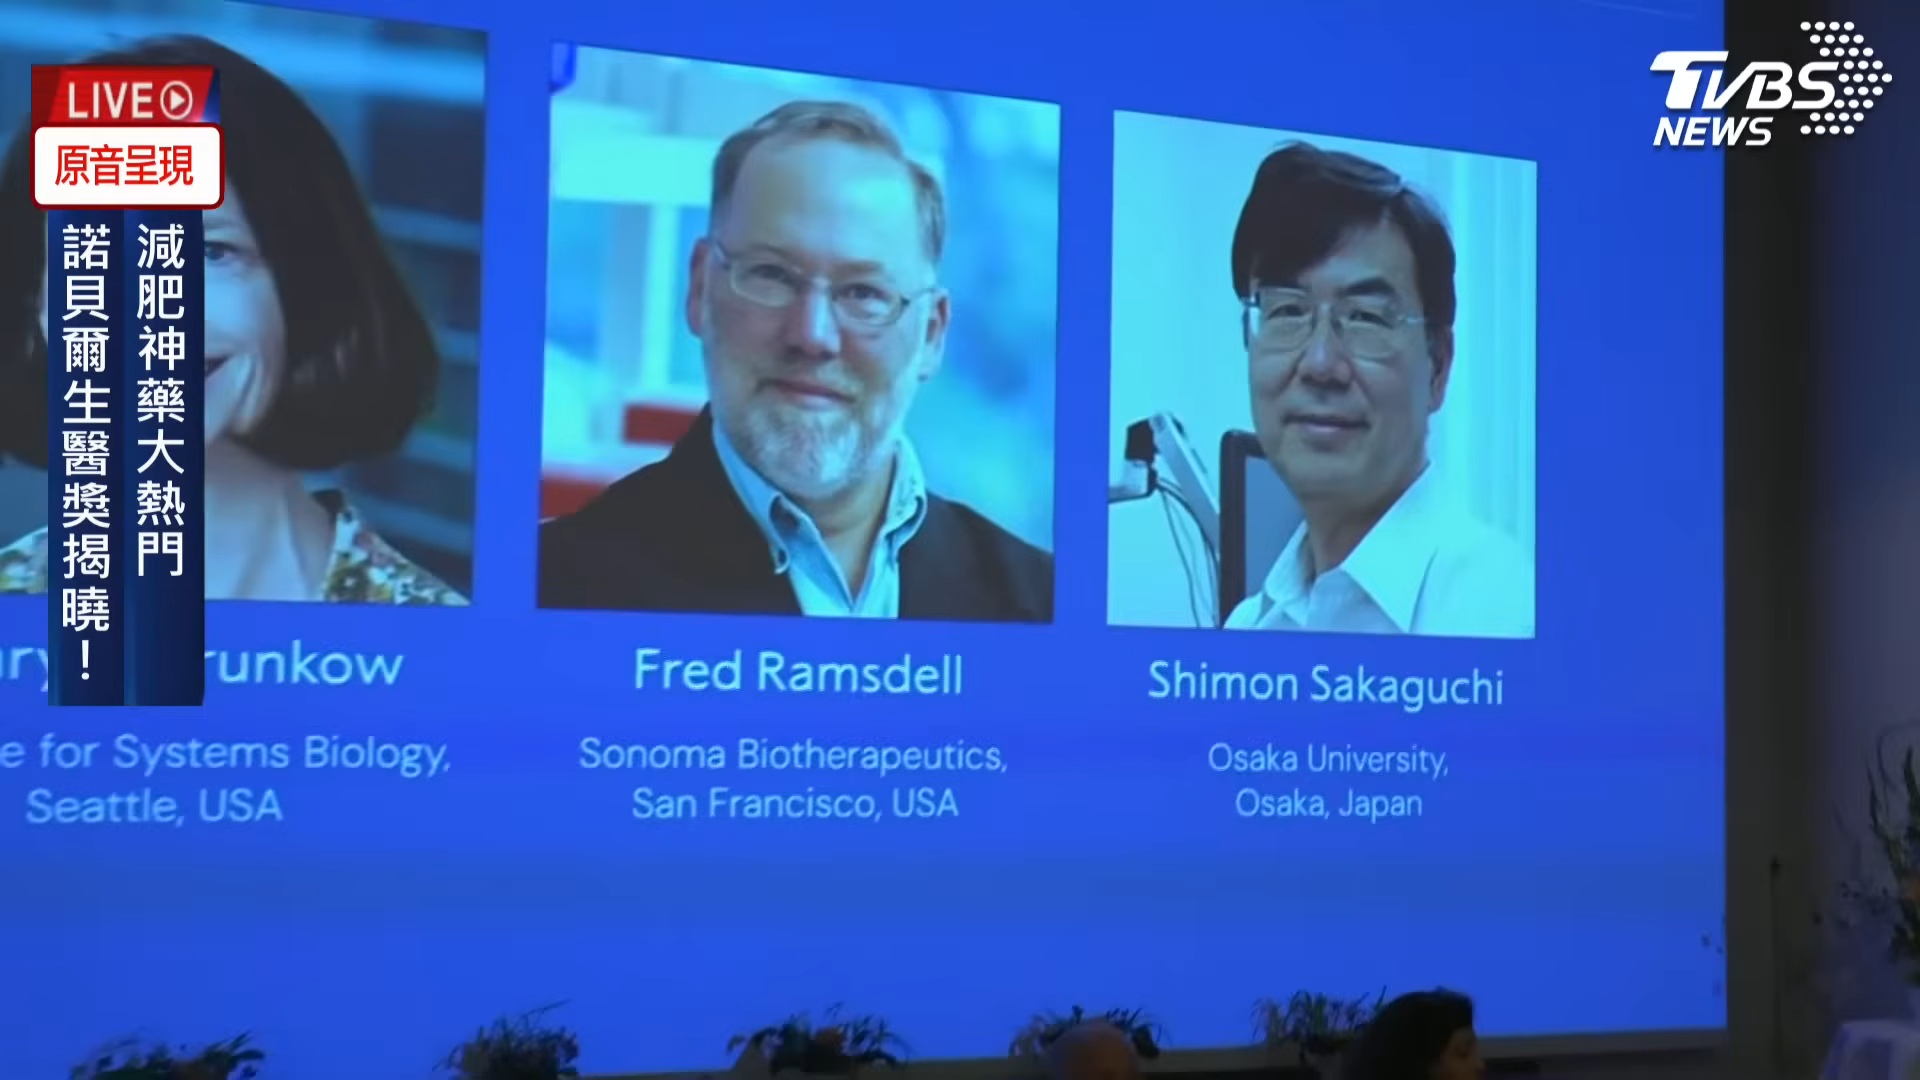 LIVE
原音呈現
減肥神藥大熱門
諾貝爾生醫獎揭曉！
TVBS
NEWS
runkow
e for Systems Biology,
Seattle, USA
Fred Ramsdell
Sonoma Biotherapeutics,
San Francisco, USA
Shimon Sakaguchi
Osaka University,
Osaka, Japan